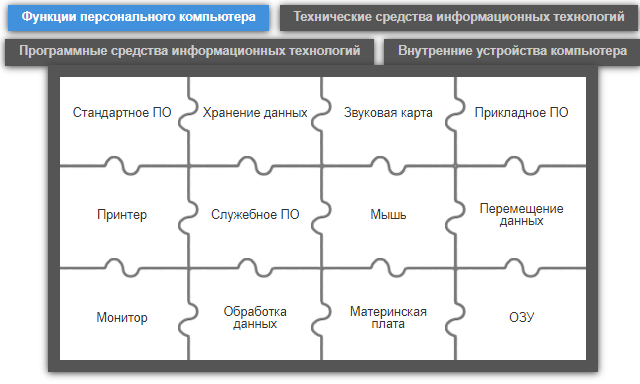 Функции персонального компьютера
Технические средства информационных технологий
Программные средства информационных технологий
Внутренние устройства компьютера
Стандартное ПО
Хранение данных
Звуковая карта
Прикладное ПО
Принтер
Служебное ПО
Мышь
Перемещение
данных
Монитор
Обработка
данных
Материнская
плата
ОЗУ